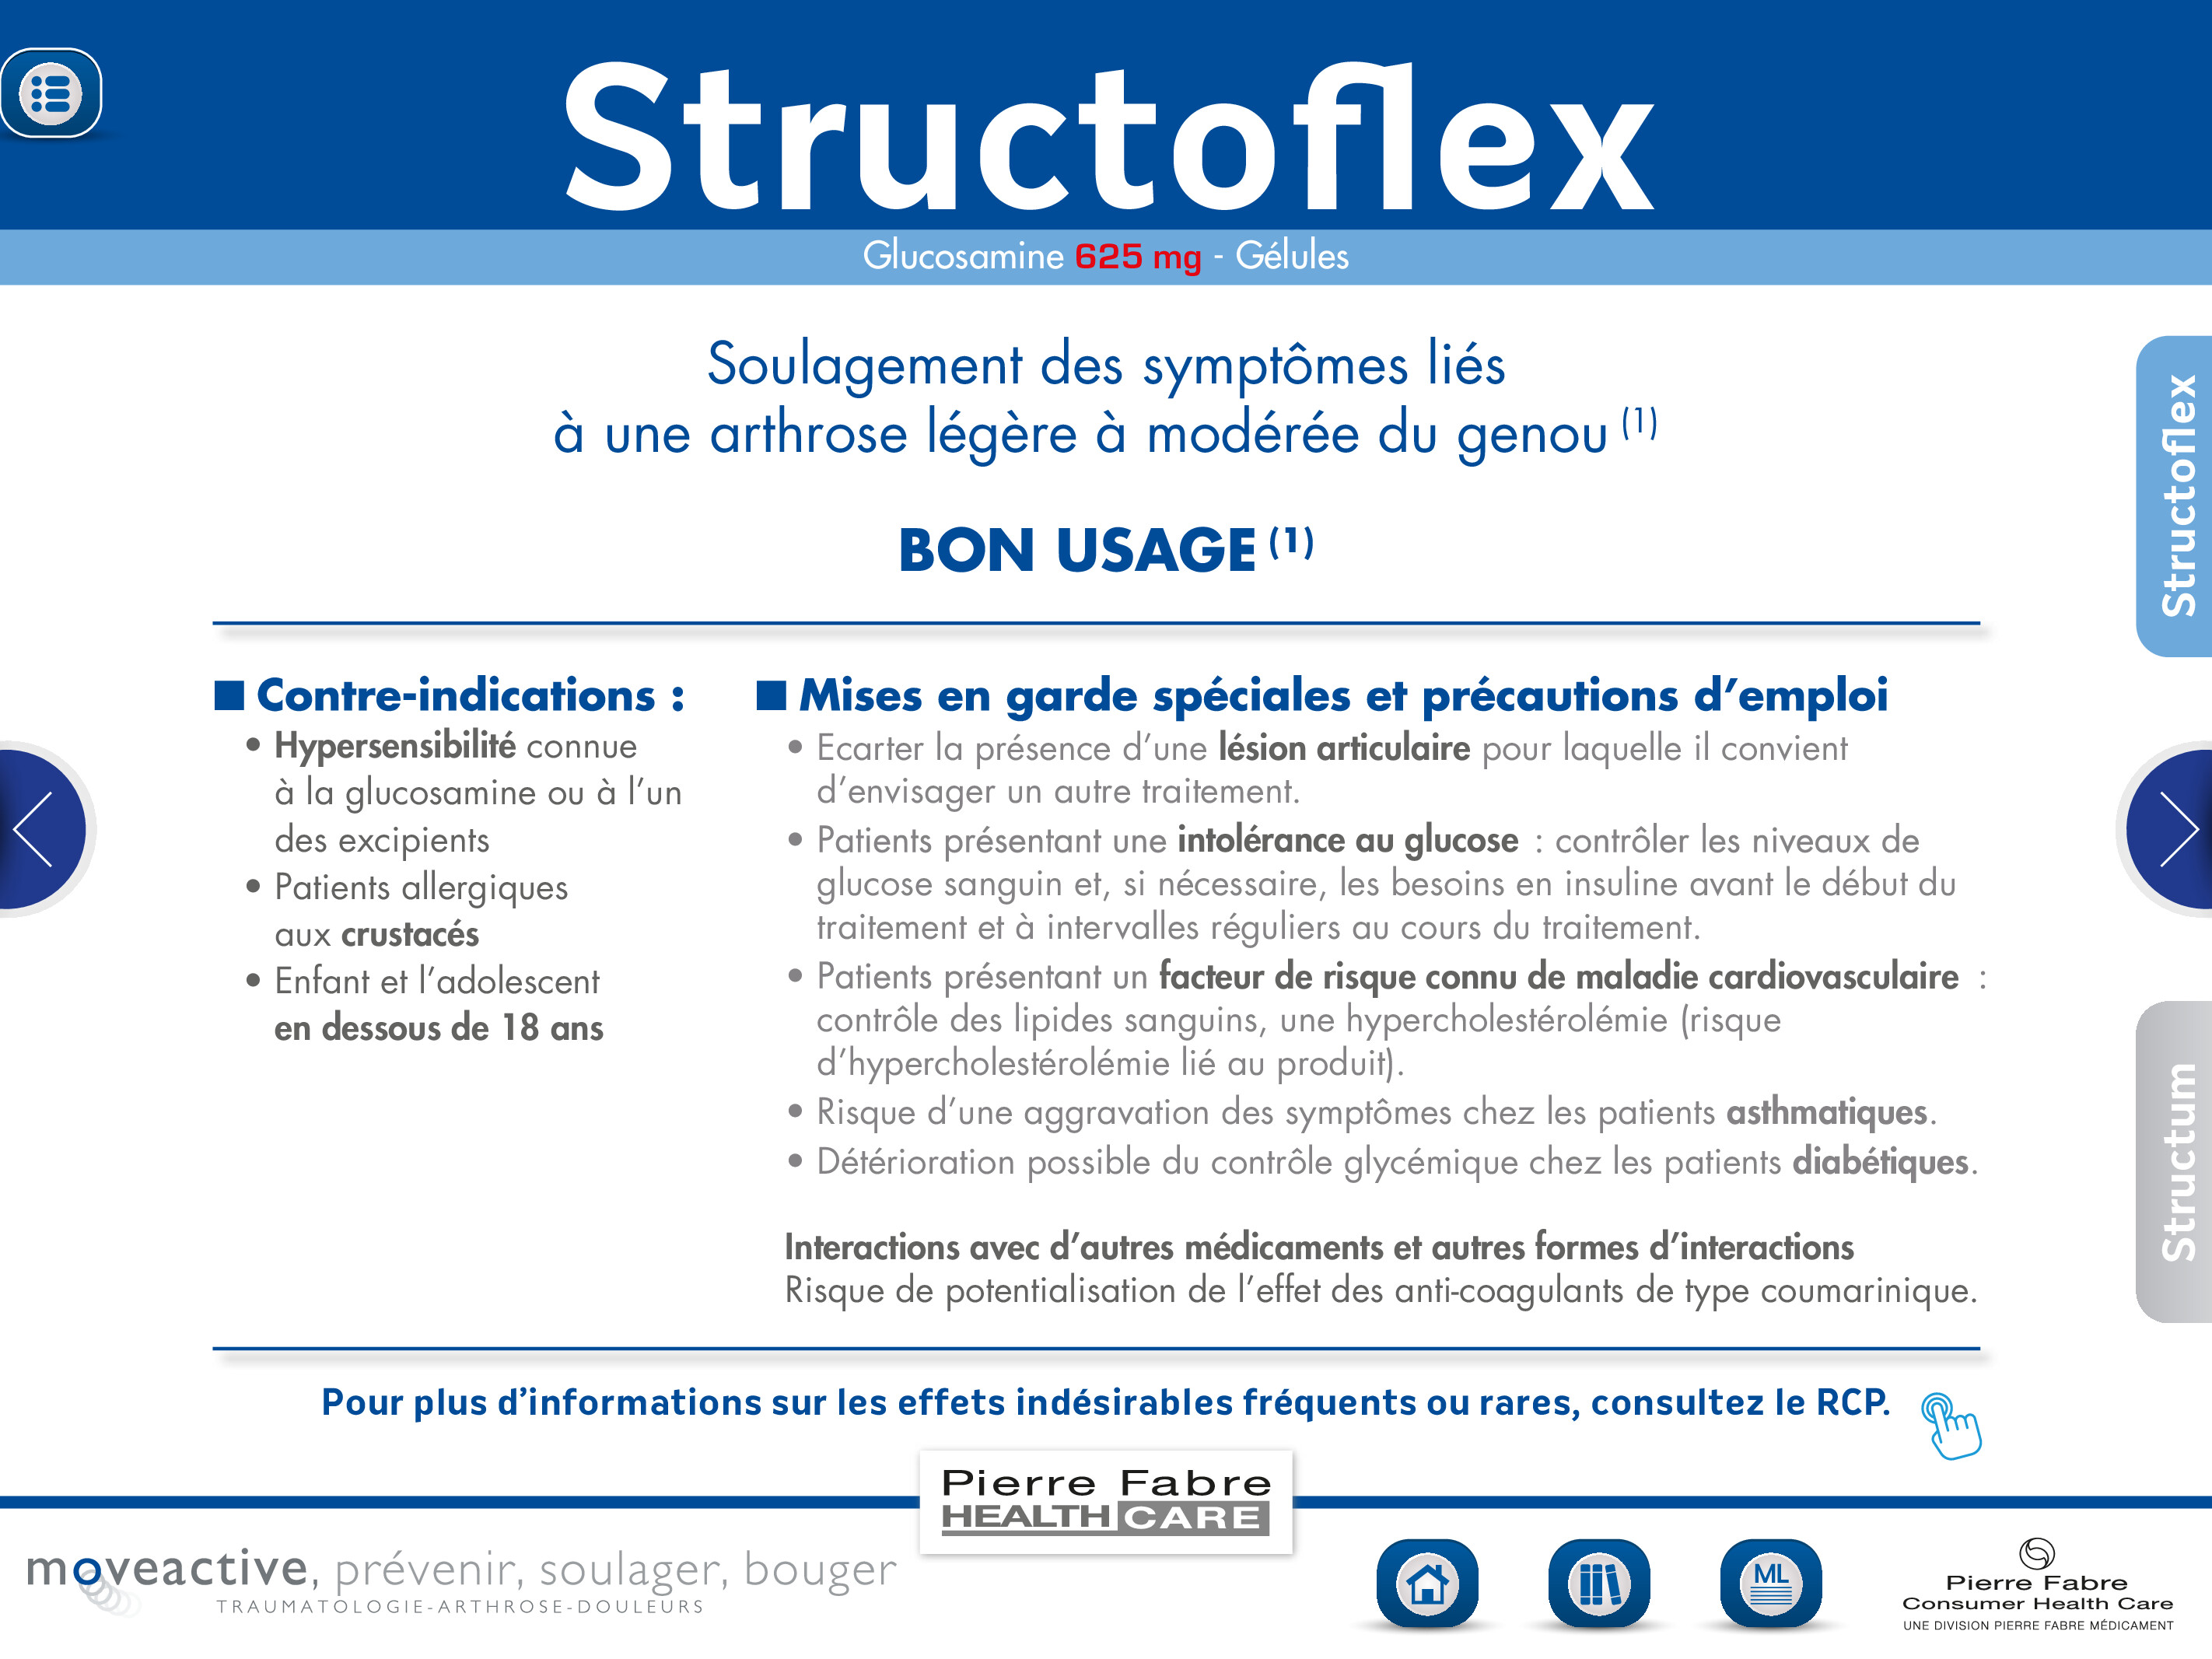 Structoflex
Glucosamine 625 mg - Gélules
Soulagement des symptômes liés
à une arthrose légère à modérée du genou (1)
BON USAGE (1)
■ Contre-indications :
• Hypersensibilité connue
à la glucosamine ou à l’un
des excipients
• Patients allergiques
aux crustacés
• Enfant et l’adolescent
en dessous de 18 ans
■ Mises en garde spéciales et précautions d’emploi
• Ecarter la présence d’une lésion articulaire pour laquelle il convient
d’envisager un autre traitement.
• Patients présentant une intolérance au glucose : contrôler les niveaux de
glucose sanguin et, si nécessaire, les besoins en insuline avant le début du
traitement et à intervalles réguliers au cours du traitement.
• Patients présentant un facteur de risque connu de maladie cardiovasculaire :
contrôle des lipides sanguins, une hypercholestérolémie (risque
d’hypercholestérolémie lié au produit).
• Risque d’une aggravation des symptômes chez les patients asthmatiques.
• Détérioration possible du contrôle glycémique chez les patients diabétiques.
Interactions avec d’autres médicaments et autres formes d’interactions
Risque de potentialisation de l’effet des anti-coagulants de type coumarinique.
Structoflex
Structum
Pour plus d’informations sur les effets indésirables fréquents ou rares, consultez le RCP.
Pierre Fabre
HEALTH CARE
moveactive, prévenir, soulager, bouger
TRAUMATOLOGIE-ARTHROSE-DOULEURS
ML
Pierre Fabre
Consumer Health Care
UNE DIVISION PIERRE FABRE MÉDICAMENT